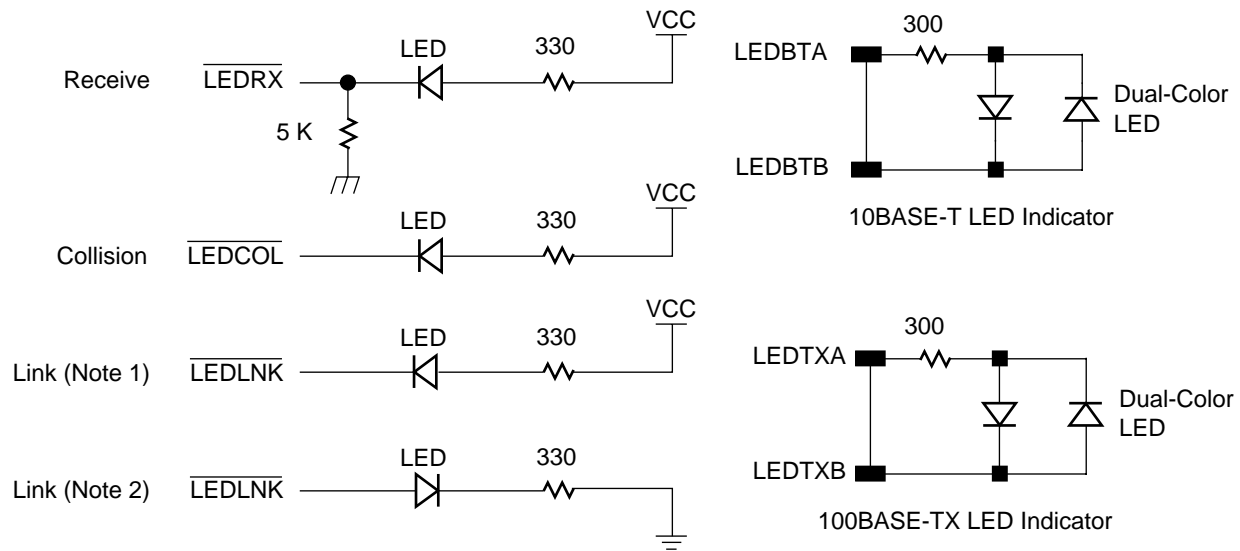 VCC
LED
330
Receive
LEDRX
5 K
VCC
LED
330
Collision
LEDCOL
VCC
LED
330
Link (Note 1)
LEDLNK
LED
330
Link (Note 2)
LEDLNK
300
LEDBTA
Dual-Color
LED
LEDBTB
10BASE-T LED Indicator
300
LEDTXA
Dual-Color
LED
LEDTXB
100BASE-TX LED Indicator